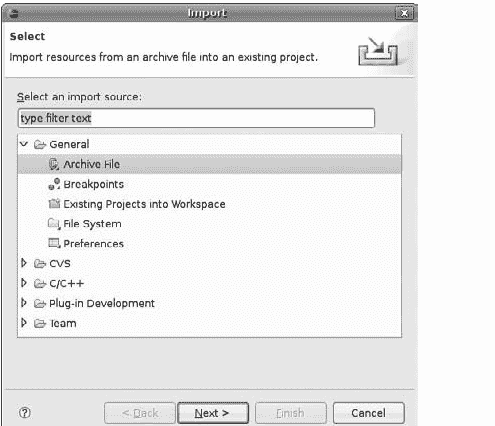 Import
Select
Import resources from an archive file into an existing project.
Select an import source:
type filter text
General
Archive File
Breakpoints
Existing Projects into Workspace
File System
Preferences
CVS
C/C++
Plug-in Development
Team
< Back
Next >
Finish
Cancel